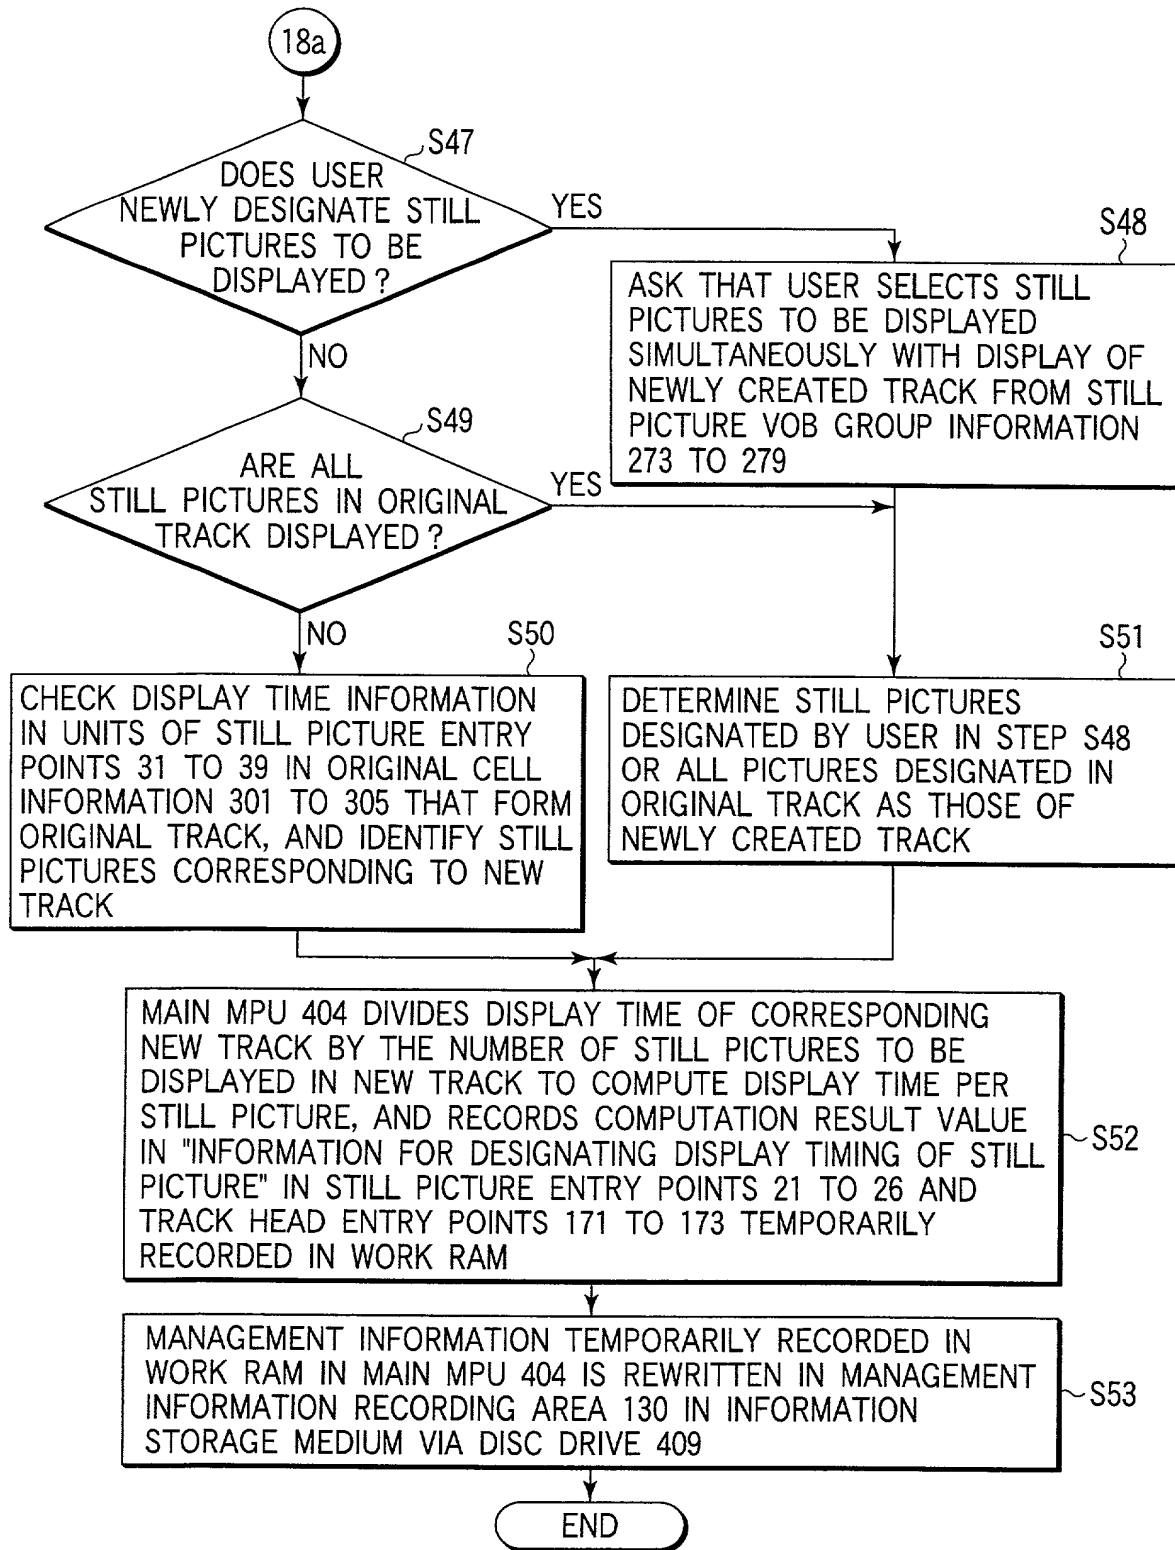 18a
S47
DOES USER
NEWLY DESIGNATE STILL
PICTURES TO BE
DISPLAYED?
YES
NO
S48
ASK THAT USER SELECTS STILL
PICTURES TO BE DISPLAYED
SIMULTANEOUSLY WITH DISPLAY OF
NEWLY CREATED TRACK FROM STILL
PICTURE VOB GROUP INFORMATION
273 TO 279
S49
ARE ALL
STILL PICTURES IN ORIGINAL
TRACK DISPLAYED?
YES
NO
S50
CHECK DISPLAY TIME INFORMATION
IN UNITS OF STILL PICTURE ENTRY
POINTS 31 TO 39 IN ORIGINAL CELL
INFORMATION 301 TO 305 THAT FORM
ORIGINAL TRACK, AND IDENTIFY STILL
PICTURES CORRESPONDING TO NEW
TRACK
S51
DETERMINE STILL PICTURES
DESIGNATED BY USER IN STEP S48
OR ALL PICTURES DESIGNATED IN
ORIGINAL TRACK AS THOSE OF
NEWLY CREATED TRACK
MAIN MPU 404 DIVIDES DISPLAY TIME OF CORRESPONDING
NEW TRACK BY THE NUMBER OF STILL PICTURES TO BE
DISPLAYED IN NEW TRACK TO COMPUTE DISPLAY TIME PER
STILL PICTURE, AND RECORDS COMPUTATION RESULT VALUE
IN "INFORMATION FOR DESIGNATING DISPLAY TIMING OF STILL
PICTURE" IN STILL PICTURE ENTRY POINTS 21 TO 26 AND
TRACK HEAD ENTRY POINTS 171 TO 173 TEMPORARILY
RECORDED IN WORK RAM
S52
MANAGEMENT INFORMATION TEMPORARILY RECORDED IN
WORK RAM IN MAIN MPU 404 IS REWRITTEN IN MANAGEMENT
INFORMATION RECORDING AREA 130 IN INFORMATION
STORAGE MEDIUM VIA DISC DRIVE 409
S53
END